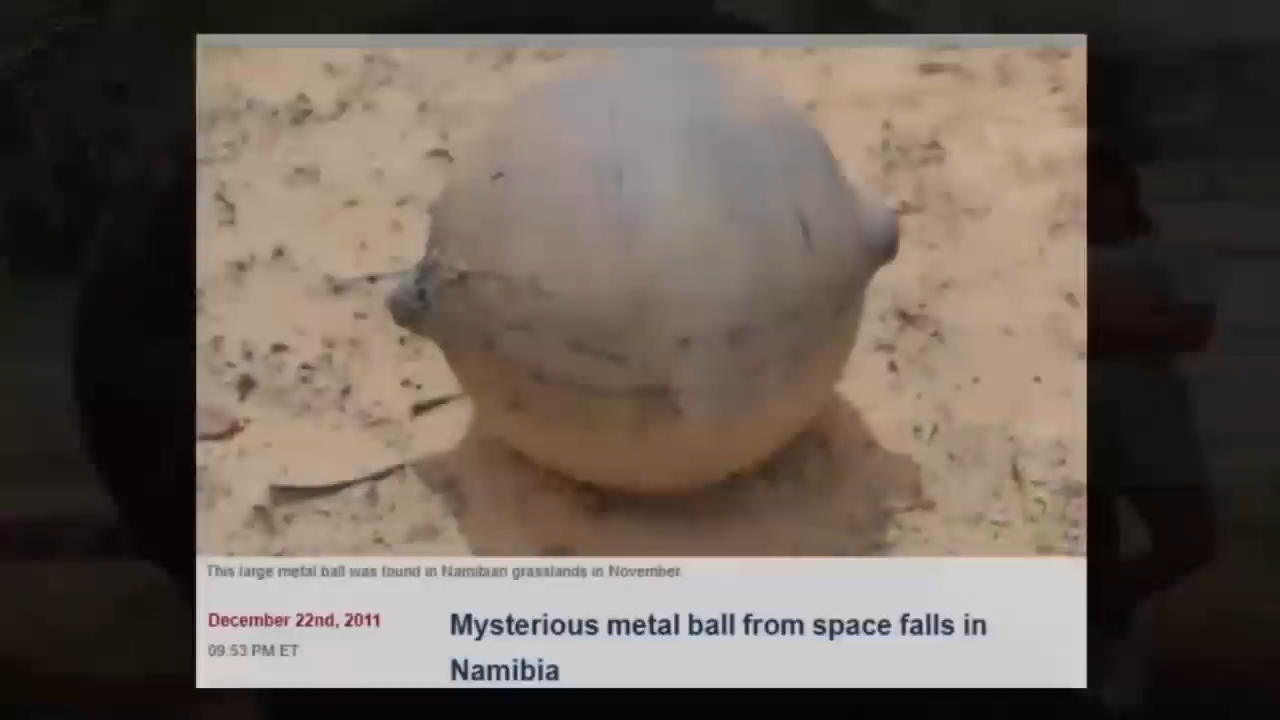 This large metal ball was found in Namibian grasslands in November.
December 22nd, 2011
09:53 PM ET
Mysterious metal ball from space falls in
Namibia